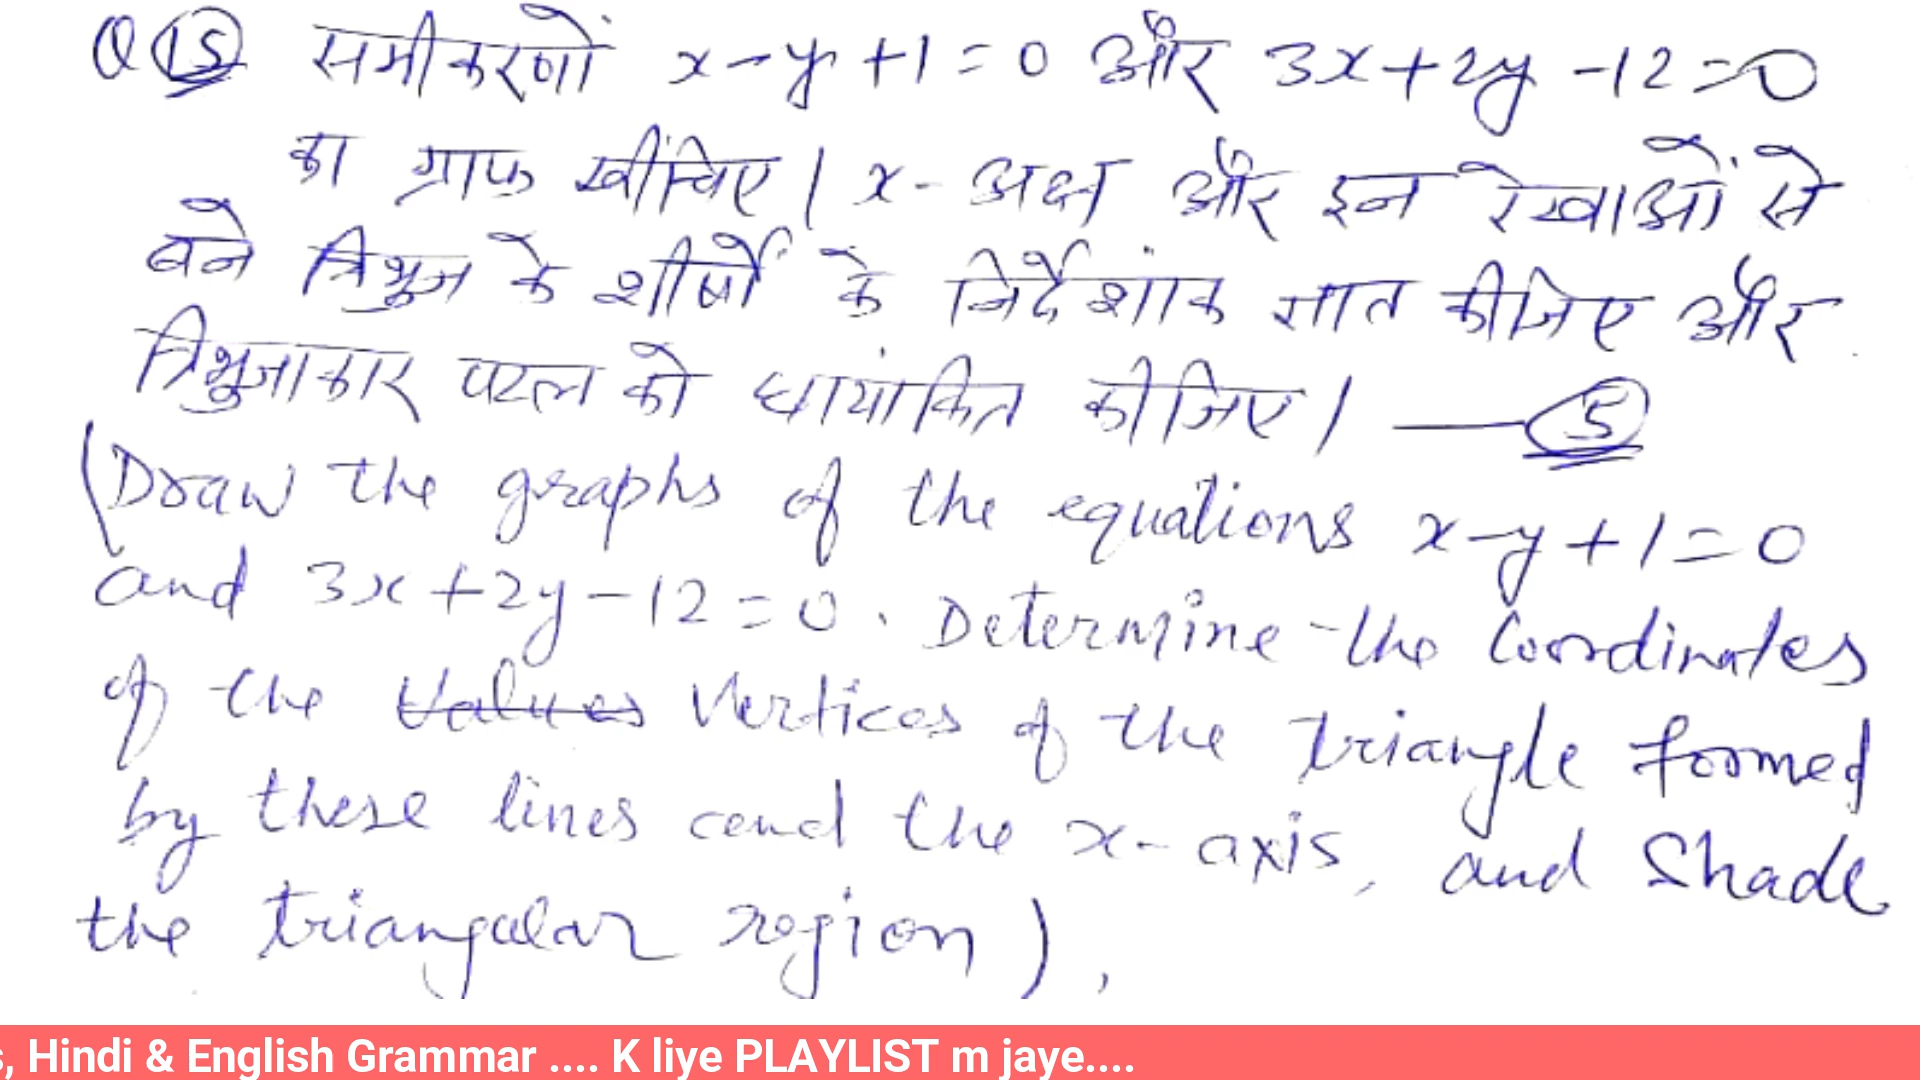 Q 15 समीकरणों x-y+1=0 और 3x+2y-12=0
का ग्राफ खींचिए। x-अक्ष और इन रेखाओं से
बने त्रिभुज के शीर्षों के निर्देशांक ज्ञात कीजिए और
त्रिभुजाकार पटल को छायांकित कीजिए। — 5
(Draw the graphs of the equations x-y+1=0
and 3x+2y-12=0. Determine the Coordinates
of the Values Vertices of the triangle formed
by these lines and the x-axis, and Shade
the triangular region).
s, Hindi & English Grammar .... K liye PLAYLIST m jaye....